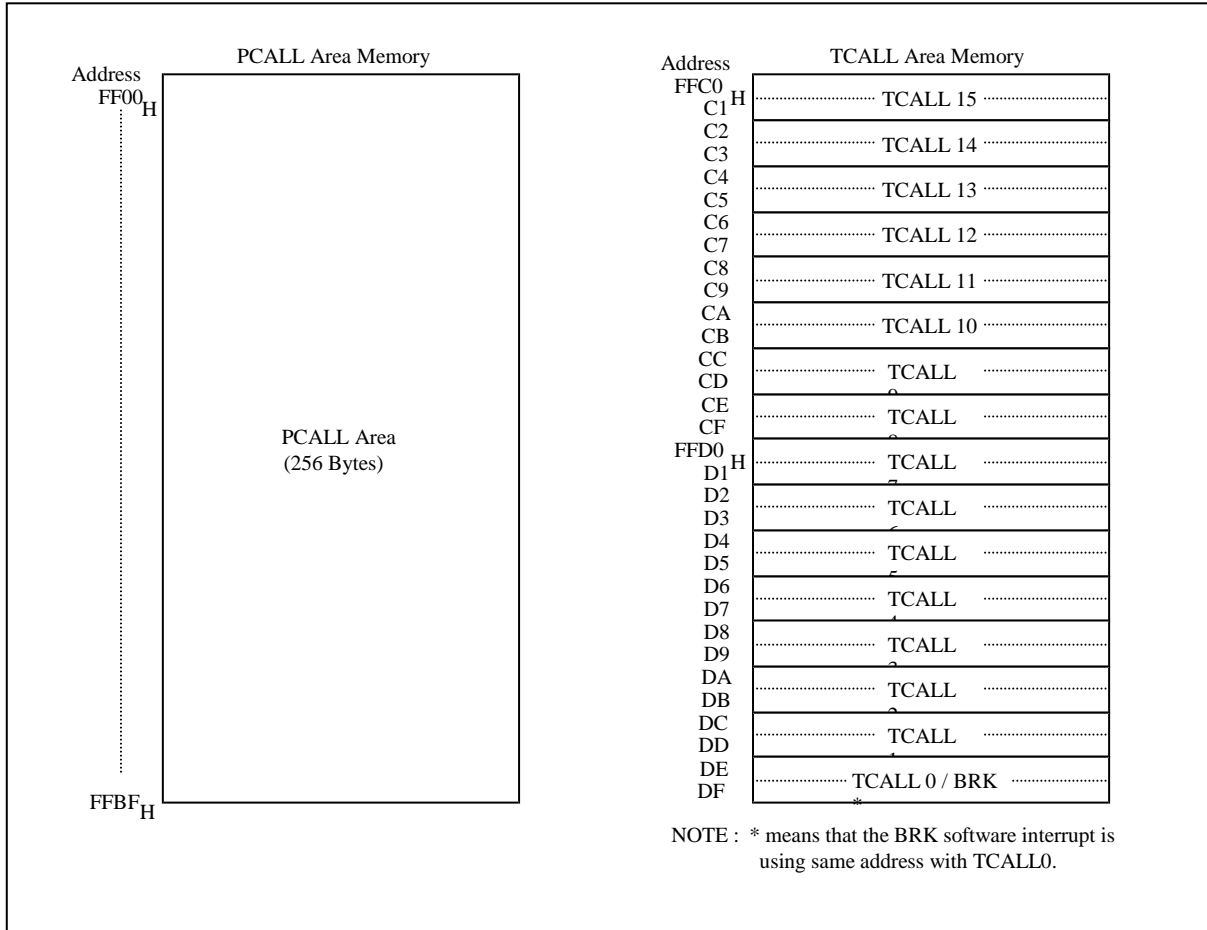 PCALL Area Memory
Address
FF00H
PCALL Area
(256 Bytes)
FFBFH
TCALL Area Memory
Address
FFC0H
C1
TCALL 15
C2
C3
TCALL 14
C4
C5
TCALL 13
C6
C7
TCALL 12
C8
C9
TCALL 11
CA
CB
TCALL 10
CC
CD
TCALL
CE
CF
TCALL
FFD0H
D1
TCALL
D2
D3
TCALL
D4
D5
TCALL
D6
D7
TCALL
D8
D9
TCALL
DA
DB
TCALL
DC
DD
TCALL
DE
DF
TCALL 0 / BRK
*
NOTE : * means that the BRK software interrupt is
using same address with TCALL0.